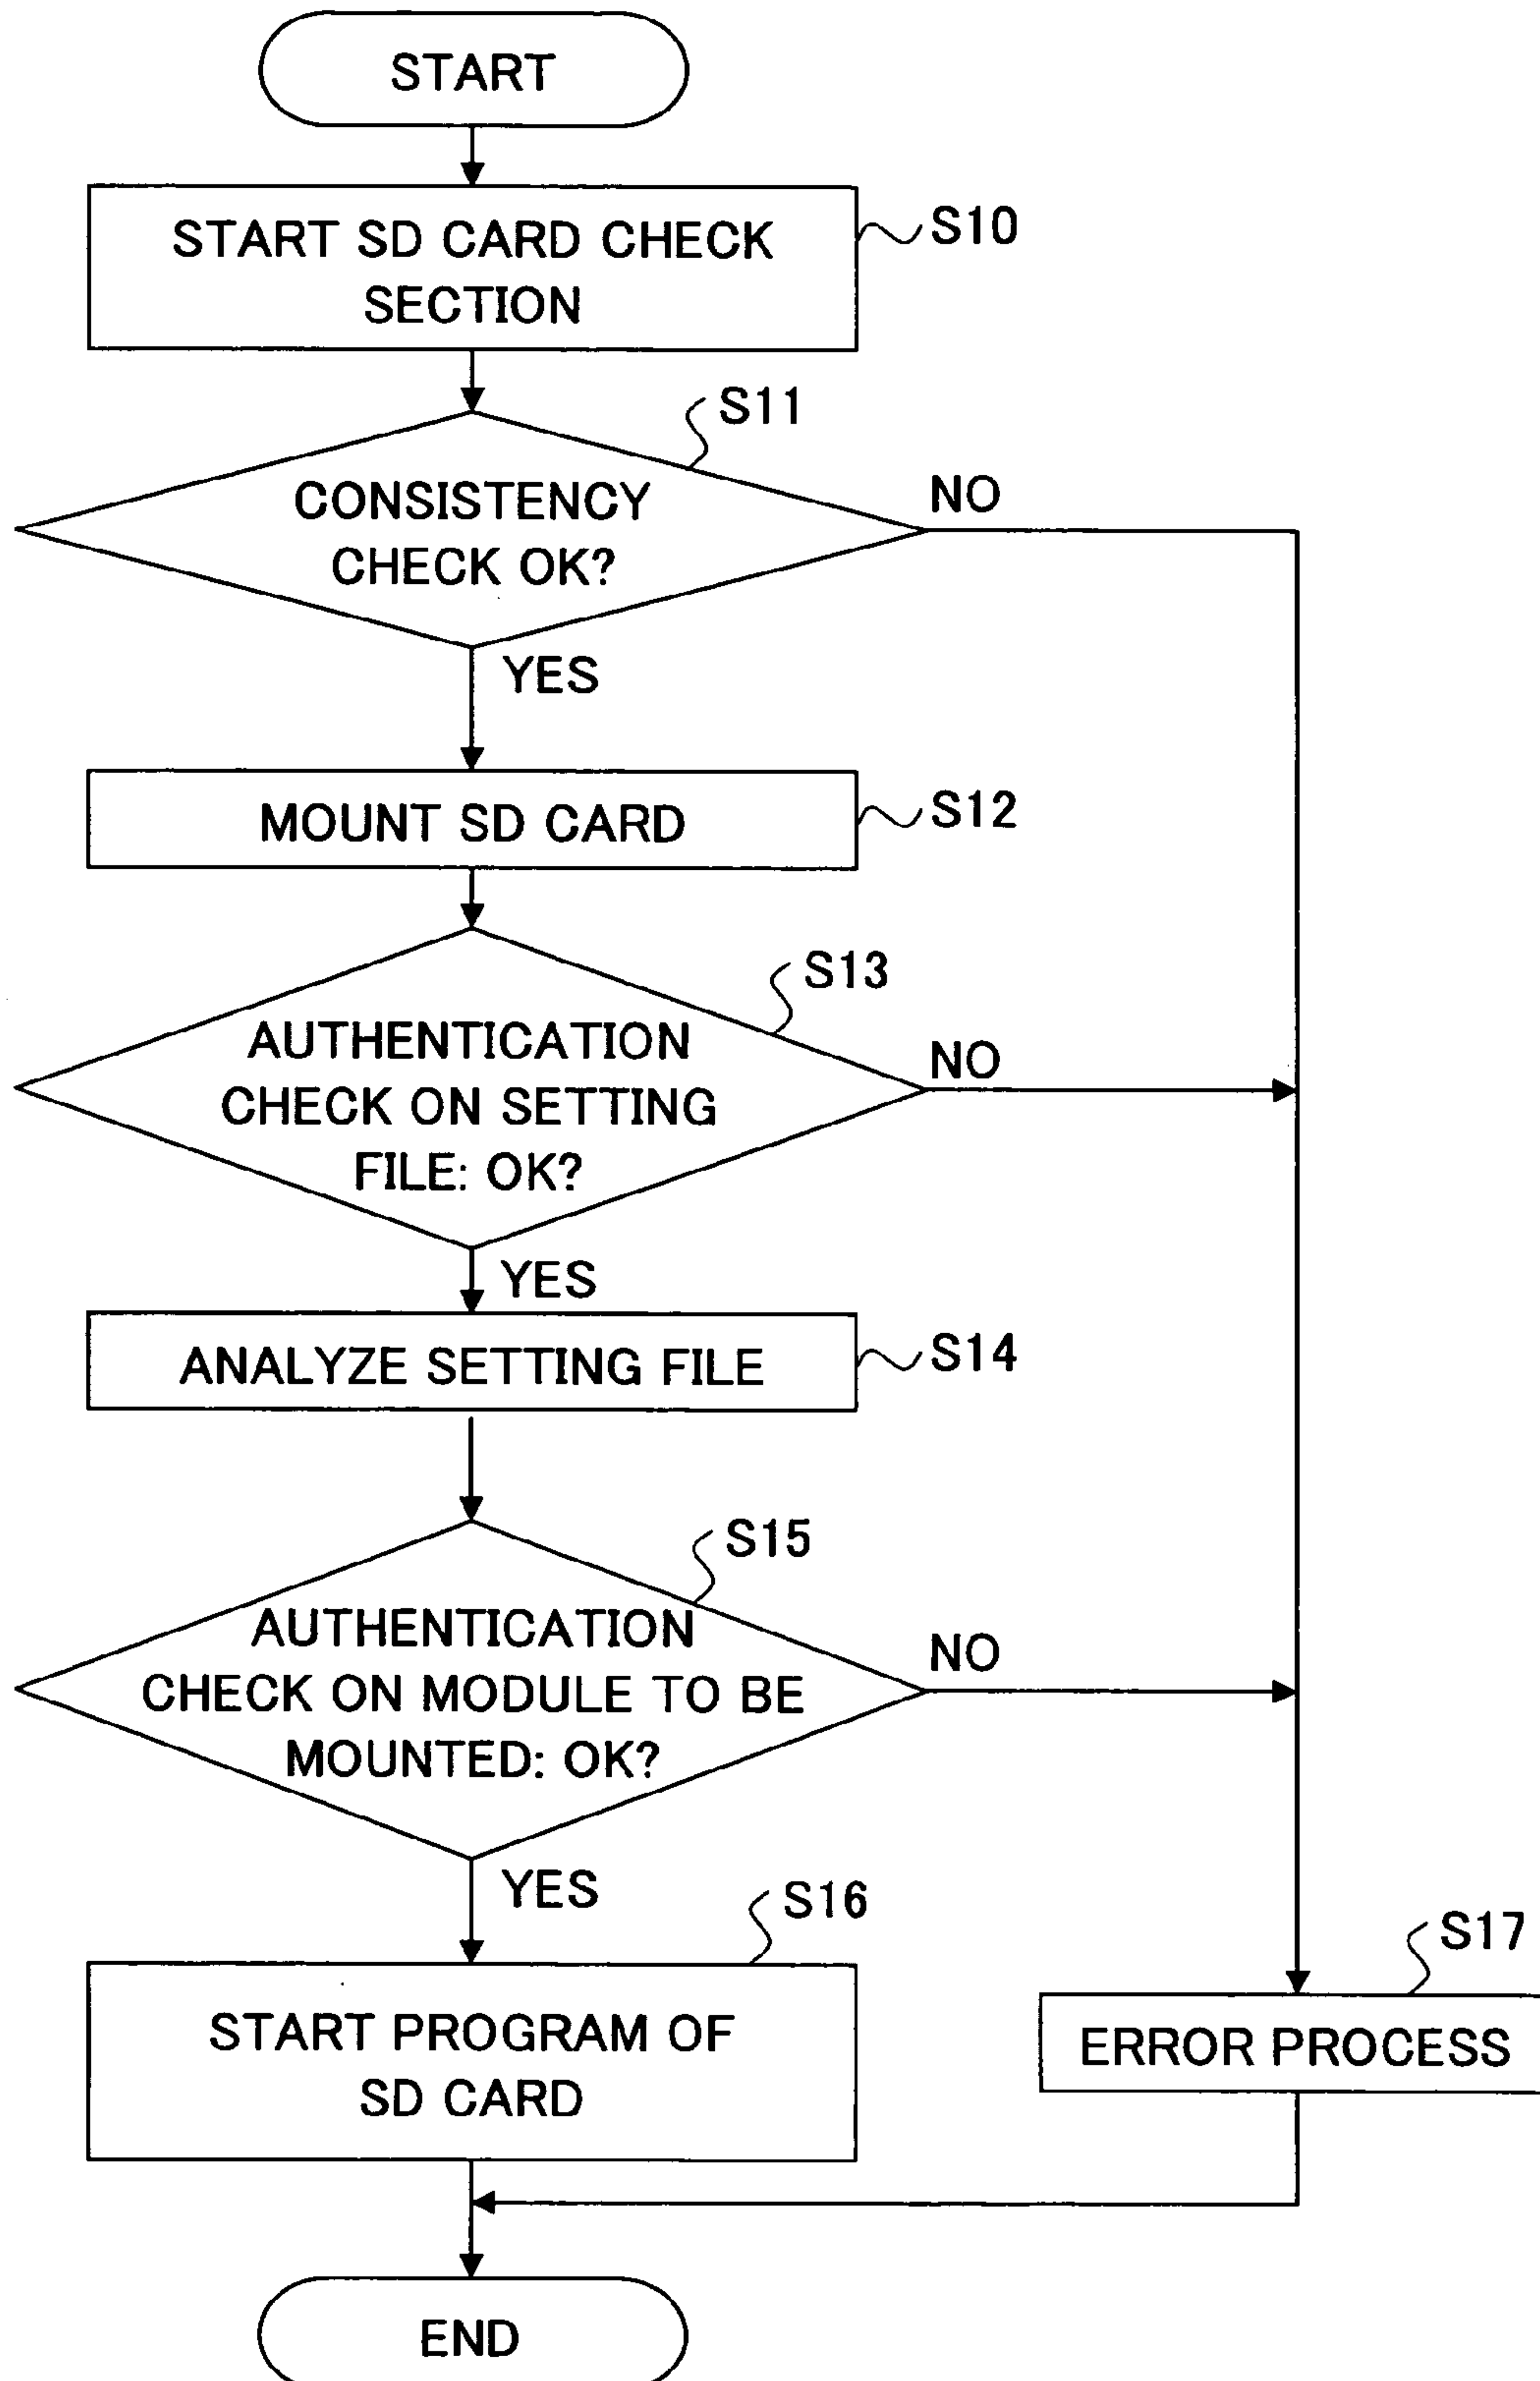 START
START SD CARD CHECK
SECTION
S10
S11
CONSISTENCY
CHECK OK?
NO
YES
MOUNT SD CARD
S12
S13
AUTHENTICATION
CHECK ON SETTING
FILE: OK?
NO
YES
ANALYZE SETTING FILE
S14
S15
AUTHENTICATION
CHECK ON MODULE TO BE
MOUNTED: OK?
NO
YES
S16
START PROGRAM OF
SD CARD
S17
ERROR PROCESS
END